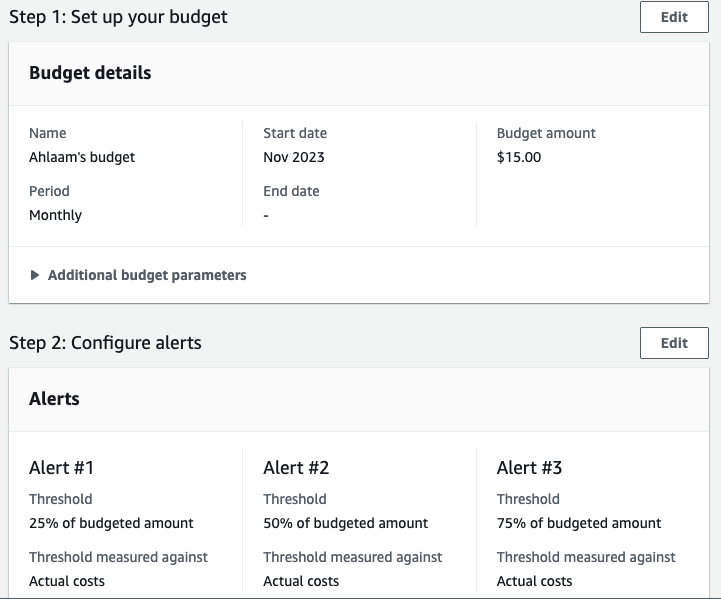 Step 1: Set up your budget
Edit
Budget details
Name
Ahlaam's budget
Period
Monthly
Start date
Nov 2023
End date
-
Budget amount
$15.00
Additional budget parameters
Step 2: Configure alerts
Edit
Alerts
Alert #1
Threshold
25% of budgeted amount
Threshold measured against
Actual costs
Alert #2
Threshold
50% of budgeted amount
Threshold measured against
Actual costs
Alert #3
Threshold
75% of budgeted amount
Threshold measured against
Actual costs